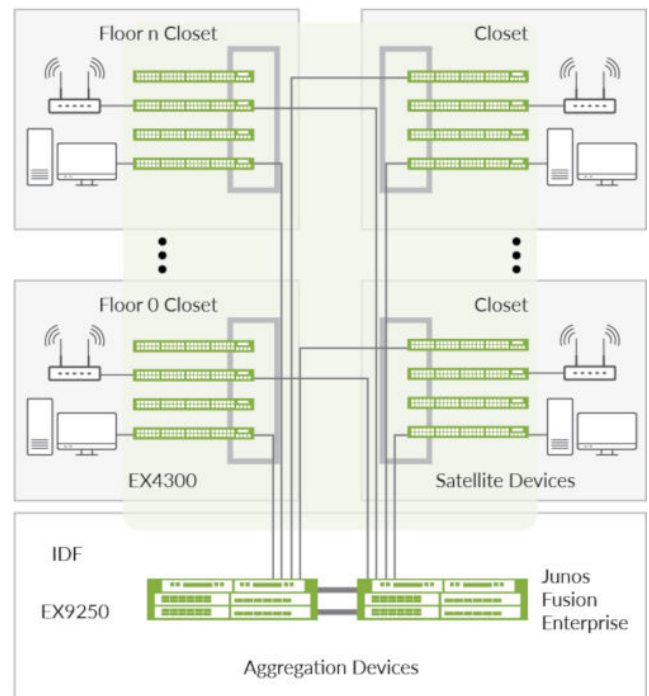 Floor n Closet
Closet
Floor 0 Closet
Closet
EX4300
Satellite Devices
IDF
EX9250
Junos
Fusion
Enterprise
Aggregation Devices